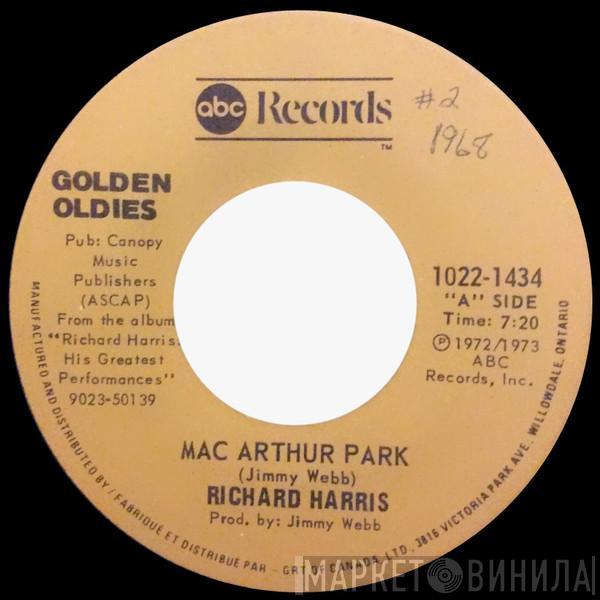 abc Records
TM
#2
1968
GOLDEN
OLDIES
Pub: Canopy
Music
Publishers
(ASCAP)
From the album
"Richard Harris:
His Greatest
Performances"
9023-50139
1022-1434
"A" SIDE
Time: 7:20
Ⓟ 1972/1973
ABC
Records, Inc.
MAC ARTHUR PARK
(Jimmy Webb)
RICHARD HARRIS
Prod. by: Jimmy Webb
MANUFACTURED AND DISTRIBUTED BY / FABRIQUÉ ET DISTRIBUÉ PAR - GRT OF CANADA, LTD., 3816 VICTORIA PARK AVE., WILLOWDALE, ONTARIO
МАРКЕТ ВИНИЛА